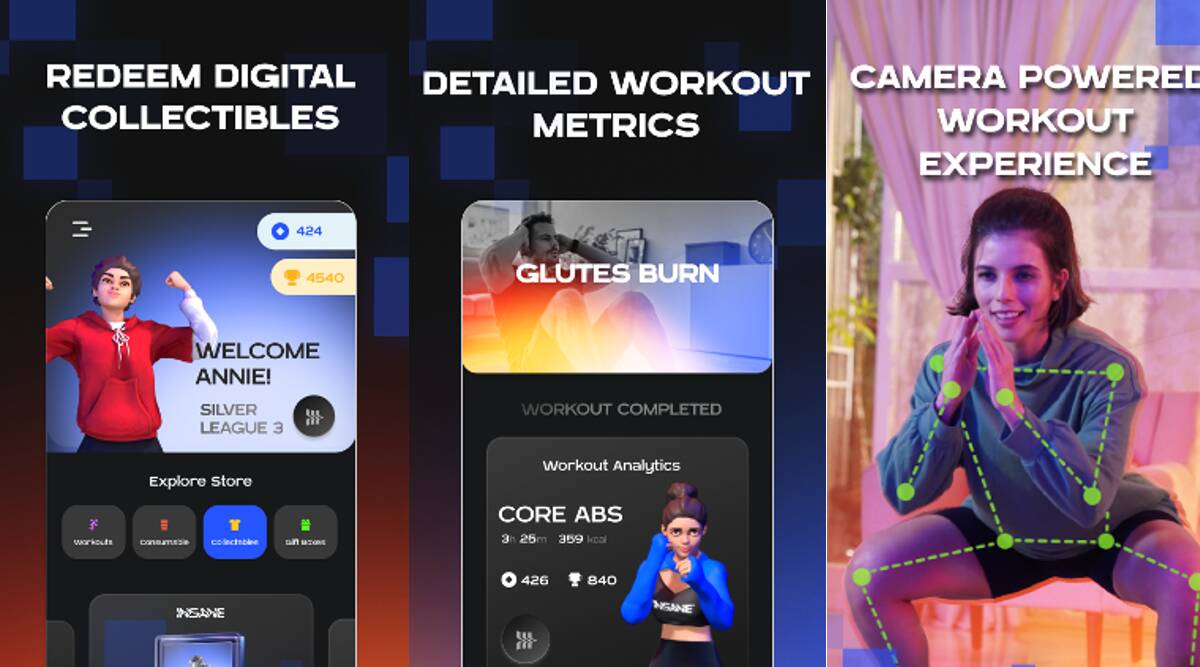 REDEEM DIGITAL
COLLECTIBLES
424
4540
WELCOME
ANNIE!
SILVER
LEAGUE 3
Explore Store
Workouts
Consumable
Collectables
Gift Boxes
INSANE
DETAILED WORKOUT
METRICS
GLUTES BURN
WORKOUT COMPLETED
Workout Analytics
CORE ABS
3h 25m 359 kcal
426 840
INSANE
CAMERA POWERED
WORKOUT
EXPERIENCE